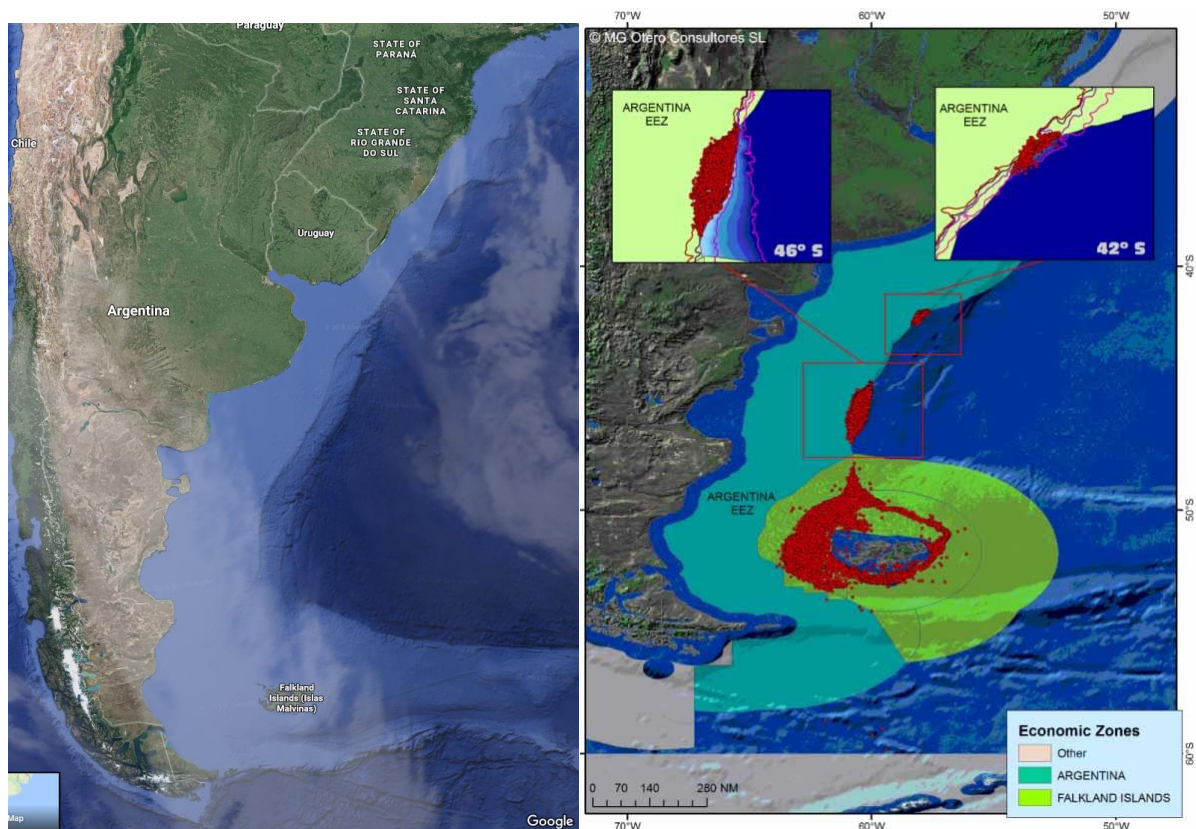 Paraguay
STATE OF
PARANÁ
STATE OF
SANTA
CATARINA
STATE OF
RIO GRANDE
DO SUL
Chile
Uruguay
Argentina
Falkland
Islands (Islas
Malvinas)
Map
Google
70°W
60°W
50°W
© MG Otero Consultores SL
ARGENTINA
EEZ
46° S
ARGENTINA
EEZ
42° S
40°S
ARGENTINA
EEZ
50°S
60°S
Economic Zones
Other
ARGENTINA
FALKLAND ISLANDS
0 70 140 280 NM
70°W
60°W
50°W